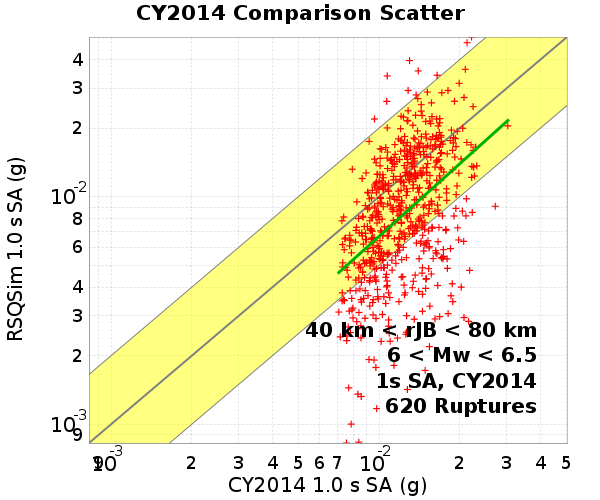 CY2014 Comparison Scatter
RSQSim 1.0 s SA (g)
4
3
2
10-2
8
6
4
3
2
10-3
9
40 km < rJB < 80 km
6 < Mw < 6.5
1s SA, CY2014
620 Ruptures
9 10-3 2 3 4 5 6 7 10-2 2 3 4 5
CY2014 1.0 s SA (g)